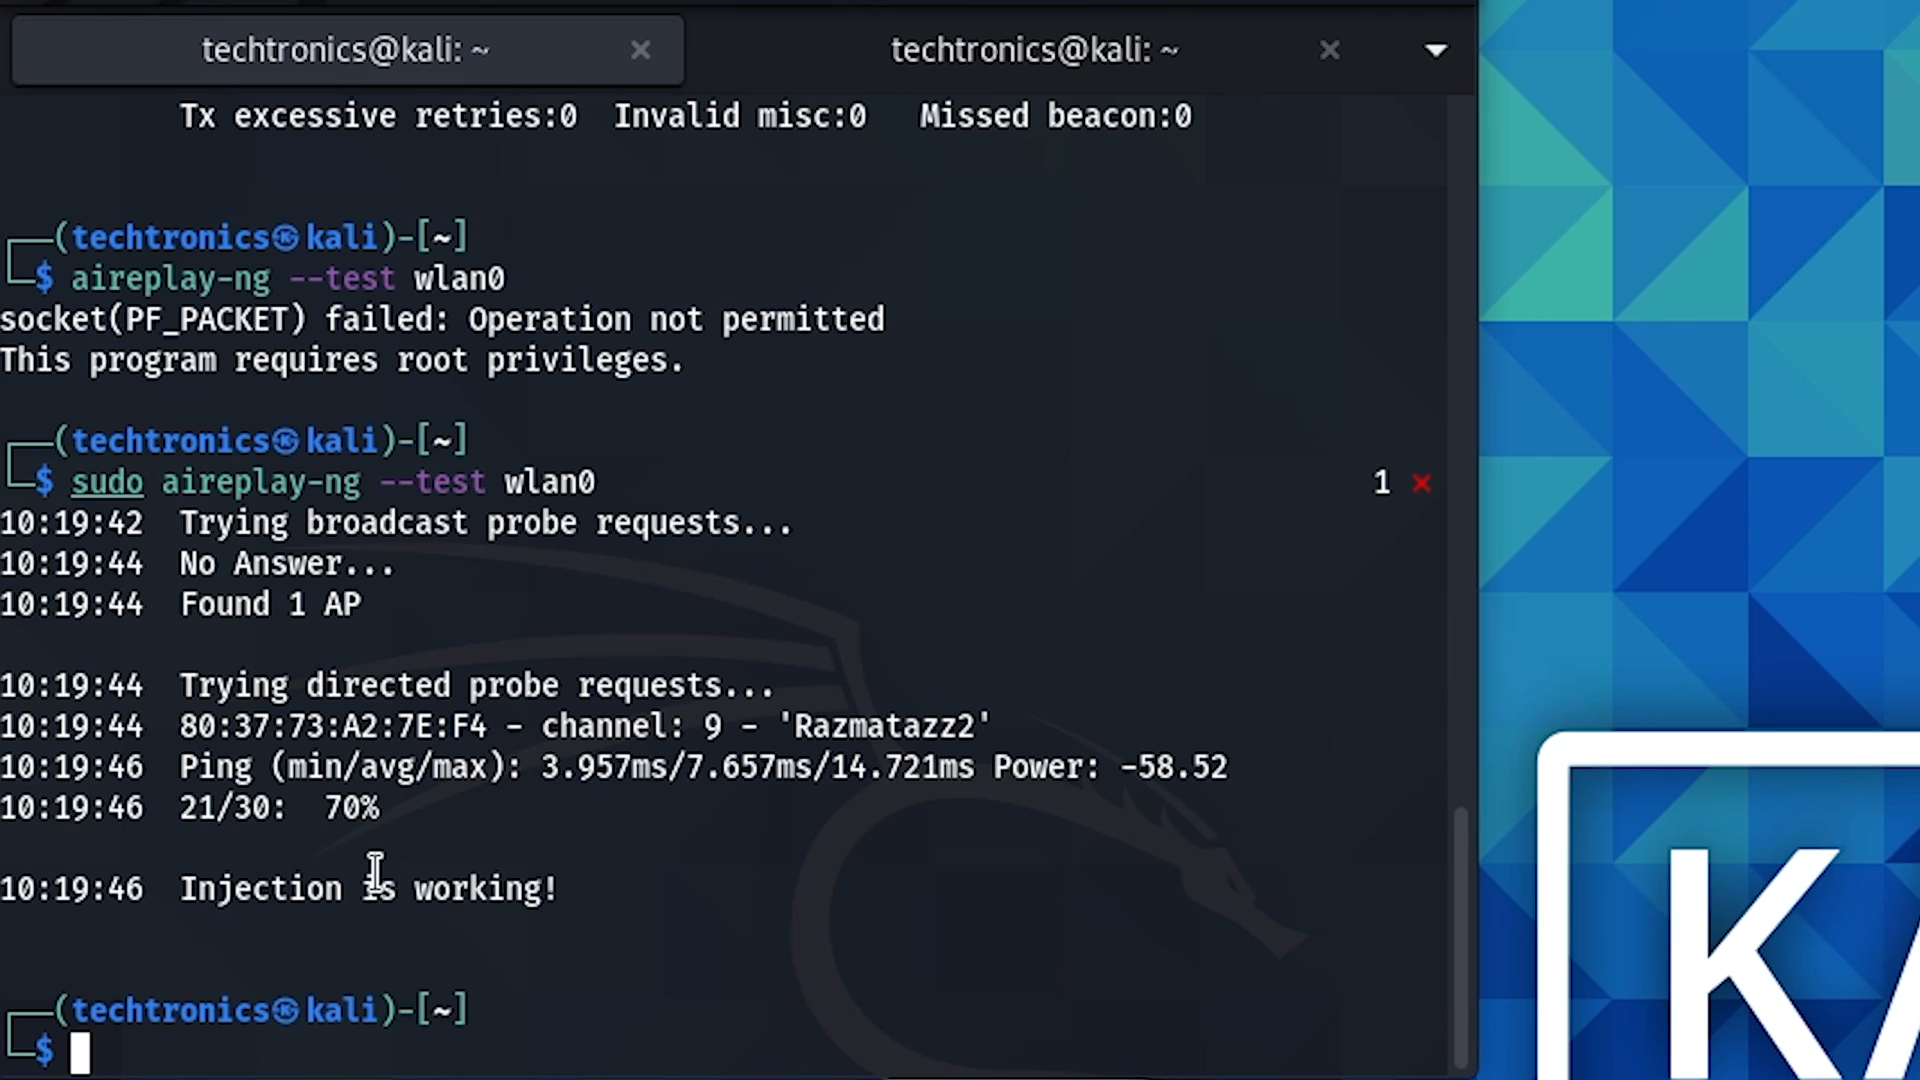 techtronics@kali: ~ × techtronics@kali: ~ ×
Tx excessive retries:0  Invalid misc:0   Missed beacon:0
┌──(techtronics㉿kali)-[~]
└─$ aireplay-ng --test wlan0
socket(PF_PACKET) failed: Operation not permitted
This program requires root privileges.
┌──(techtronics㉿kali)-[~]
└─$ sudo aireplay-ng --test wlan0 1 ×
10:19:42  Trying broadcast probe requests...
10:19:44  No Answer...
10:19:44  Found 1 AP
10:19:44  Trying directed probe requests...
10:19:44  80:37:73:A2:7E:F4 - channel: 9 - 'Razmatazz2'
10:19:46  Ping (min/avg/max): 3.957ms/7.657ms/14.721ms Power: -58.52
10:19:46  21/30:  70%
10:19:46  Injection is working!
┌──(techtronics㉿kali)-[~]
└─$
KA